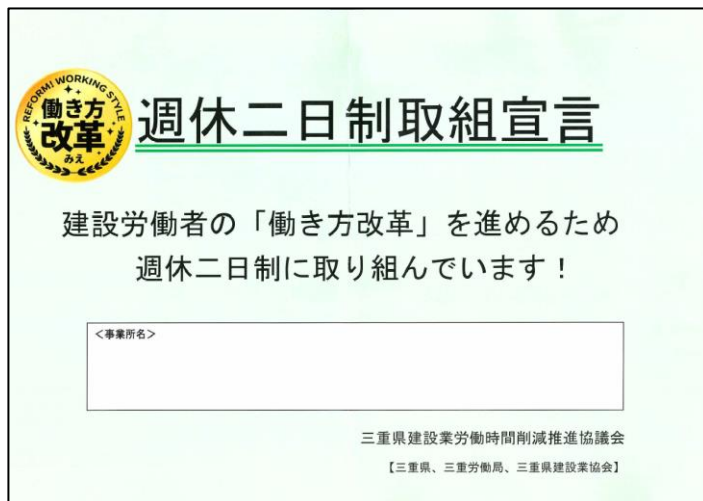 REFORM! WORKING STYLE
働き方
改革
みえ
週休二日制取組宣言
建設労働者の「働き方改革」を進めるため
週休二日制に取り組んでいます！
＜事業所名＞
三重県建設業労働時間削減推進協議会
【三重県、三重労働局、三重県建設業協会】